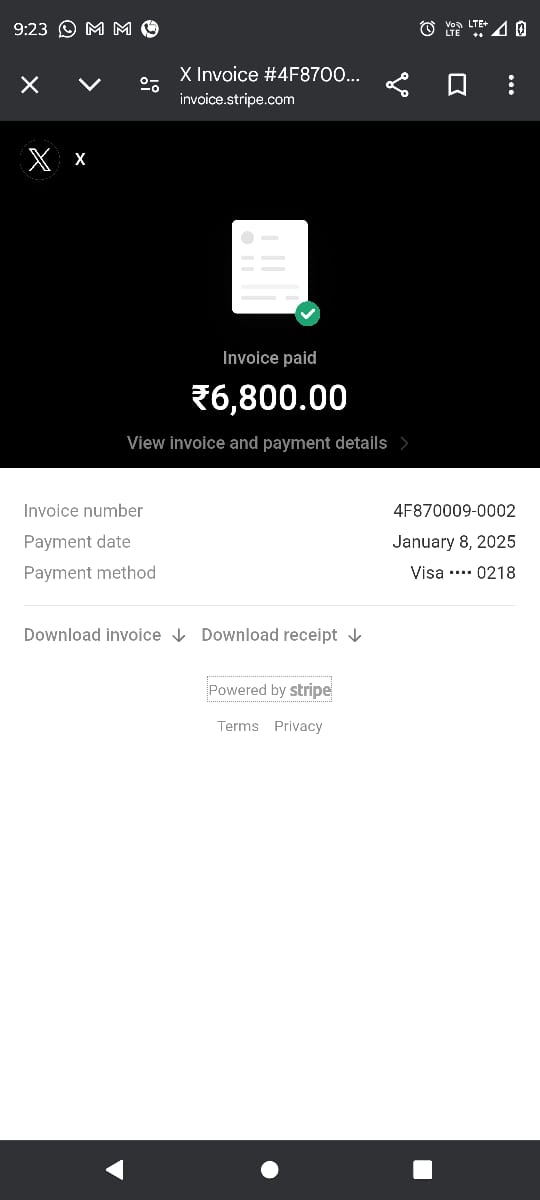 9:23
Vo LTE LTE+
X Invoice #4F8700...
invoice.stripe.com
X
Invoice paid
₹6,800.00
View invoice and payment details
Invoice number 4F870009-0002
Payment date January 8, 2025
Payment method Visa •••• 0218
Download invoice Download receipt
Powered by stripe
Terms Privacy